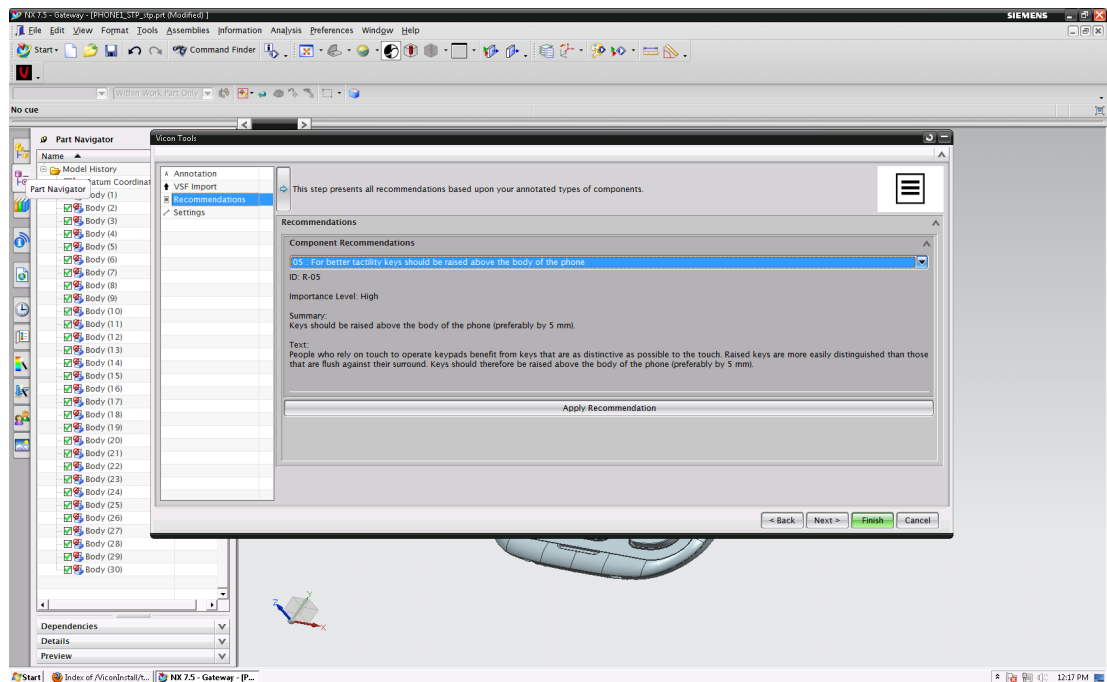 NX 7.5 - Gateway - [PHONE1_STP_stp.prt (Modified) ]
SIEMENS
File Edit View Format Tools Assemblies Information Analysis Preferences Window Help
Start Command Finder
Within Work Part Only
No cue
Part Navigator
Name
Model History
Datum Coordinat
Part Navigator
Body (1)
Body (2)
Body (3)
Body (4)
Body (5)
Body (6)
Body (7)
Body (8)
Body (9)
Body (10)
Body (11)
Body (12)
Body (13)
Body (14)
Body (15)
Body (16)
Body (17)
Body (18)
Body (19)
Body (20)
Body (21)
Body (22)
Body (23)
Body (24)
Body (25)
Body (26)
Body (27)
Body (28)
Body (29)
Body (30)
Dependencies
Details
Preview
Vicon Tools
Annotation
VSF Import
Recommendations
Settings
This step presents all recommendations based upon your annotated types of components.
Recommendations
Component Recommendations
05 : For better tactility keys should be raised above the body of the phone
ID: R-05
Importance Level: High
Summary:
Keys should be raised above the body of the phone (preferably by 5 mm).
Text:
People who rely on touch to operate keypads benefit from keys that are as distinctive as possible to the touch. Raised keys are more easily distinguished than those
that are flush against their surround. Keys should therefore be raised above the body of the phone (preferably by 5 mm).
Apply Recommendation
< Back Next > Finish Cancel
Z Y X
Start Index of /ViconInstall/t... NX 7.5 - Gateway - [P... 12:17 PM